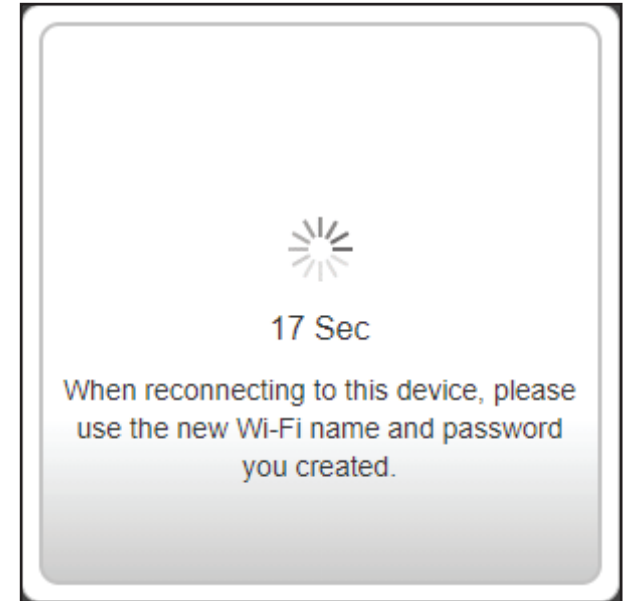 17 Sec
When reconnecting to this device, please
use the new Wi-Fi name and password
you created.